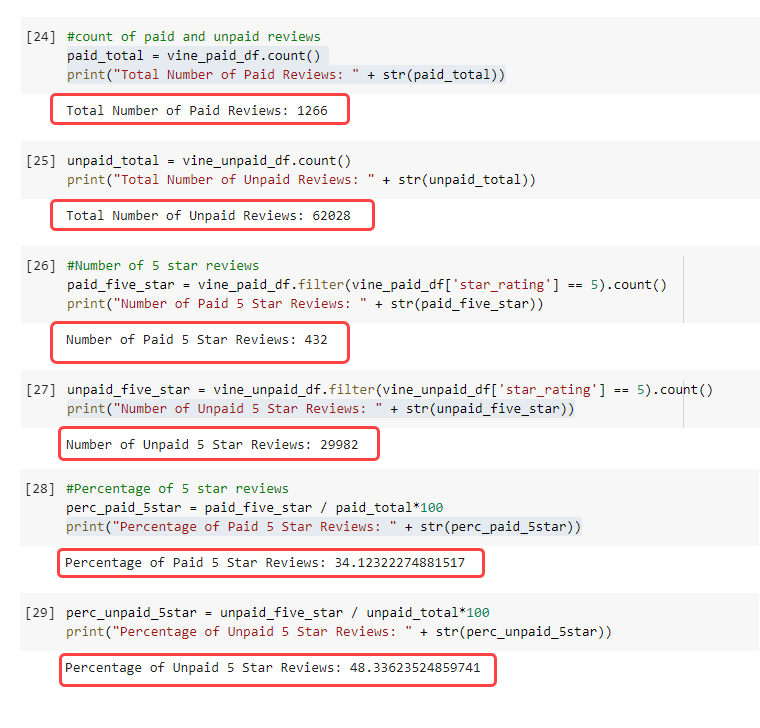 [24] #count of paid and unpaid reviews
paid_total = vine_paid_df.count()
print("Total Number of Paid Reviews: " + str(paid_total))
Total Number of Paid Reviews: 1266
[25] unpaid_total = vine_unpaid_df.count()
print("Total Number of Unpaid Reviews: " + str(unpaid_total))
Total Number of Unpaid Reviews: 62028
[26] #Number of 5 star reviews
paid_five_star = vine_paid_df.filter(vine_paid_df['star_rating'] == 5).count()
print("Number of Paid 5 Star Reviews: " + str(paid_five_star))
Number of Paid 5 Star Reviews: 432
[27] unpaid_five_star = vine_unpaid_df.filter(vine_unpaid_df['star_rating'] == 5).count()
print("Number of Unpaid 5 Star Reviews: " + str(unpaid_five_star))
Number of Unpaid 5 Star Reviews: 29982
[28] #Percentage of 5 star reviews
perc_paid_5star = paid_five_star / paid_total*100
print("Percentage of Paid 5 Star Reviews: " + str(perc_paid_5star))
Percentage of Paid 5 Star Reviews: 34.12322274881517
[29] perc_unpaid_5star = unpaid_five_star / unpaid_total*100
print("Percentage of Unpaid 5 Star Reviews: " + str(perc_unpaid_5star))
Percentage of Unpaid 5 Star Reviews: 48.33623524859741